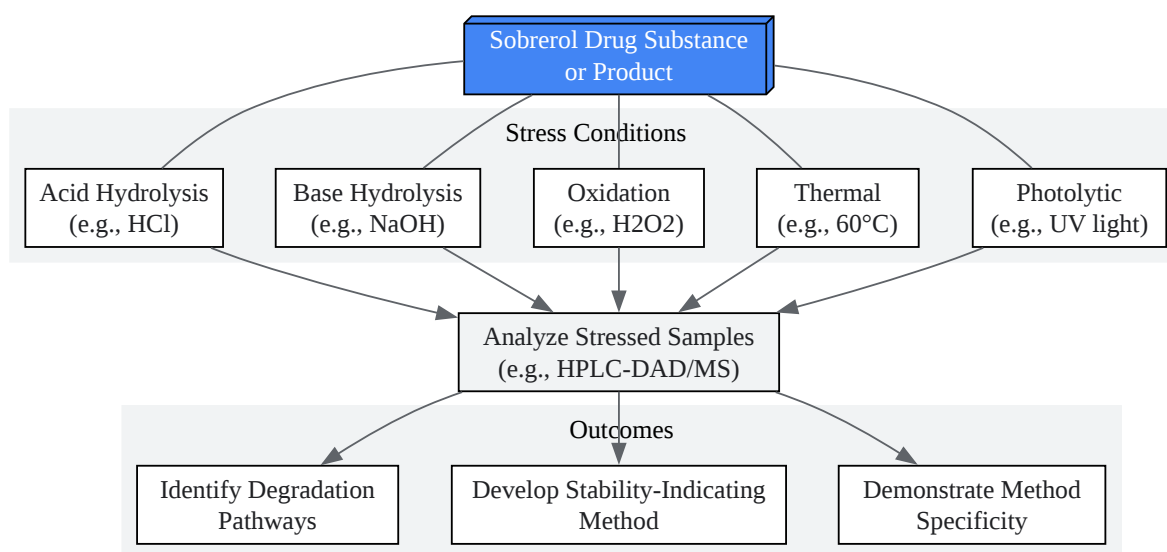 Sobrerol Drug Substance
or Product
Stress Conditions
Acid Hydrolysis
(e.g., HCl)
Base Hydrolysis
(e.g., NaOH)
Oxidation
(e.g., H2O2)
Thermal
(e.g., 60°C)
Photolytic
(e.g., UV light)
Analyze Stressed Samples
(e.g., HPLC-DAD/MS)
Outcomes
Identify Degradation
Pathways
Develop Stability-Indicating
Method
Demonstrate Method
Specificity